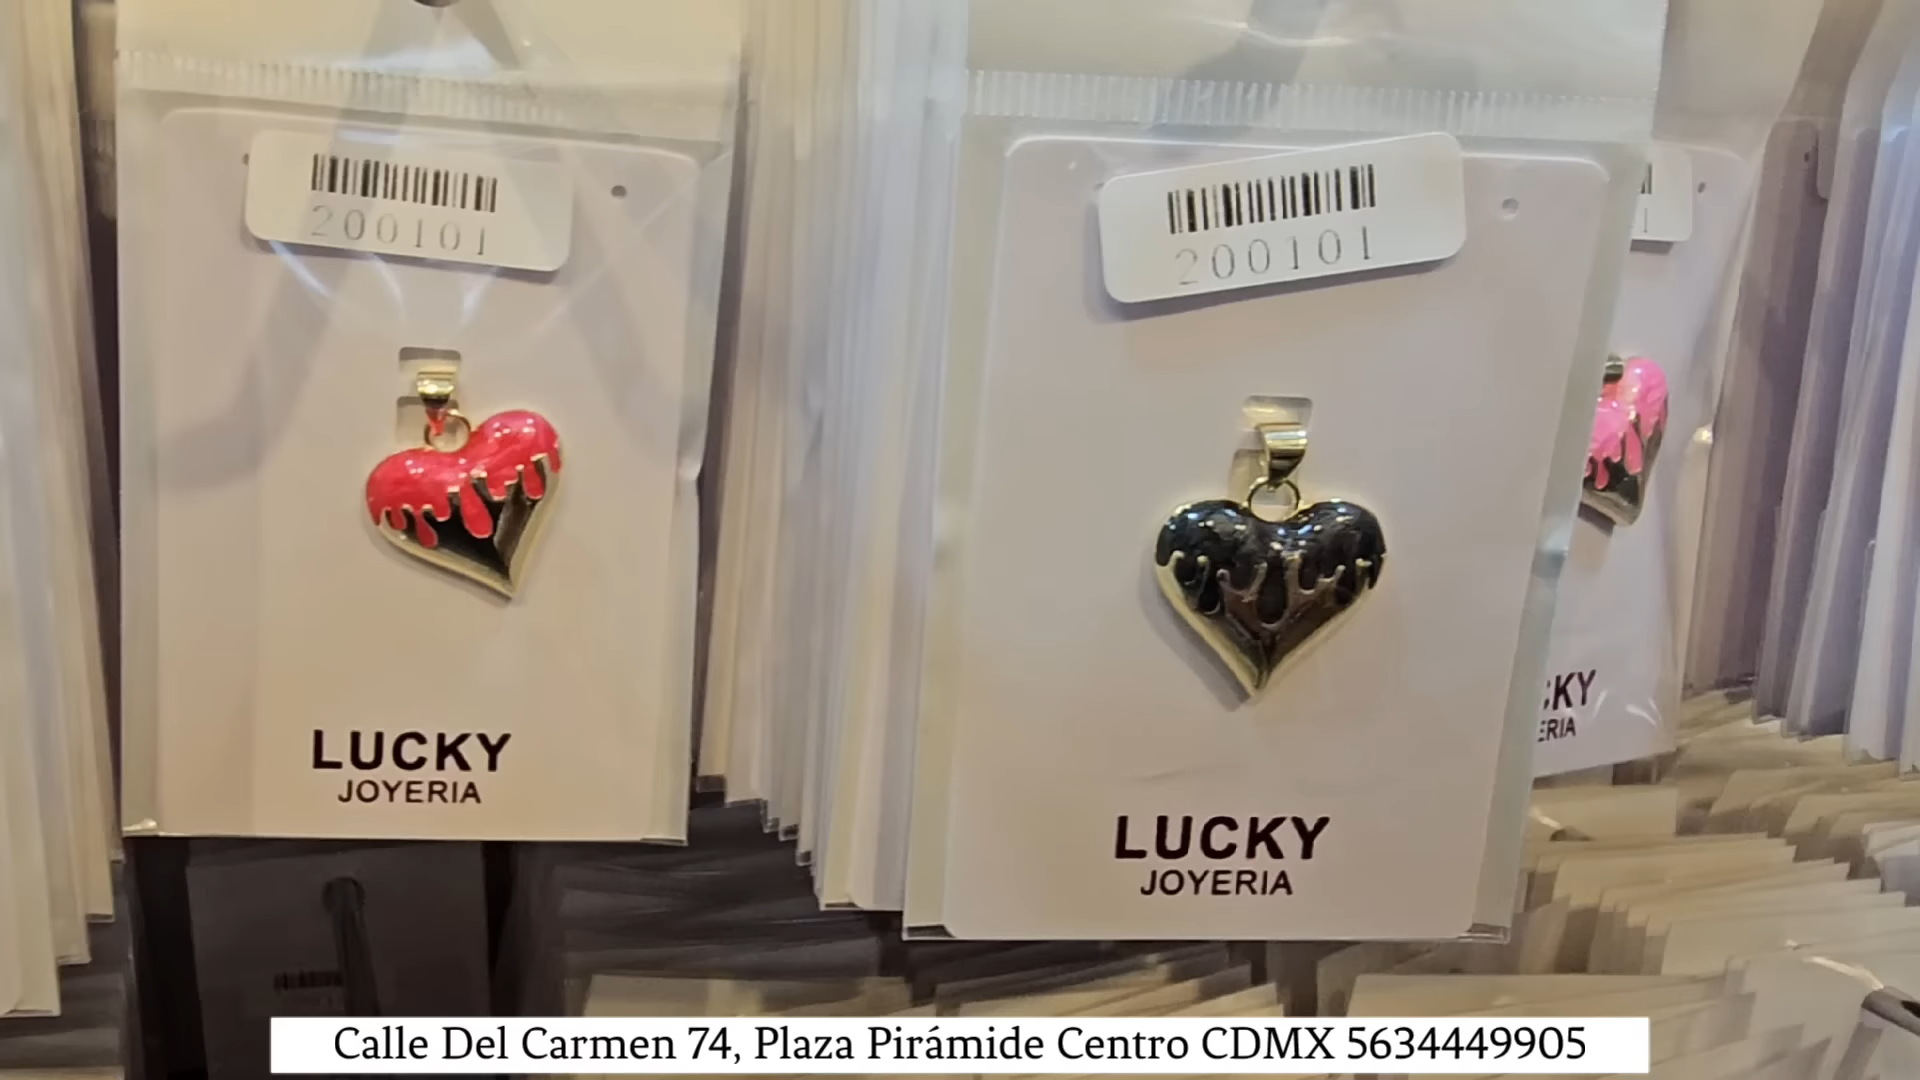 200101
LUCKY
JOYERIA
200101
LUCKY
JOYERIA
Calle Del Carmen 74, Plaza Pirámide Centro CDMX 5634449905